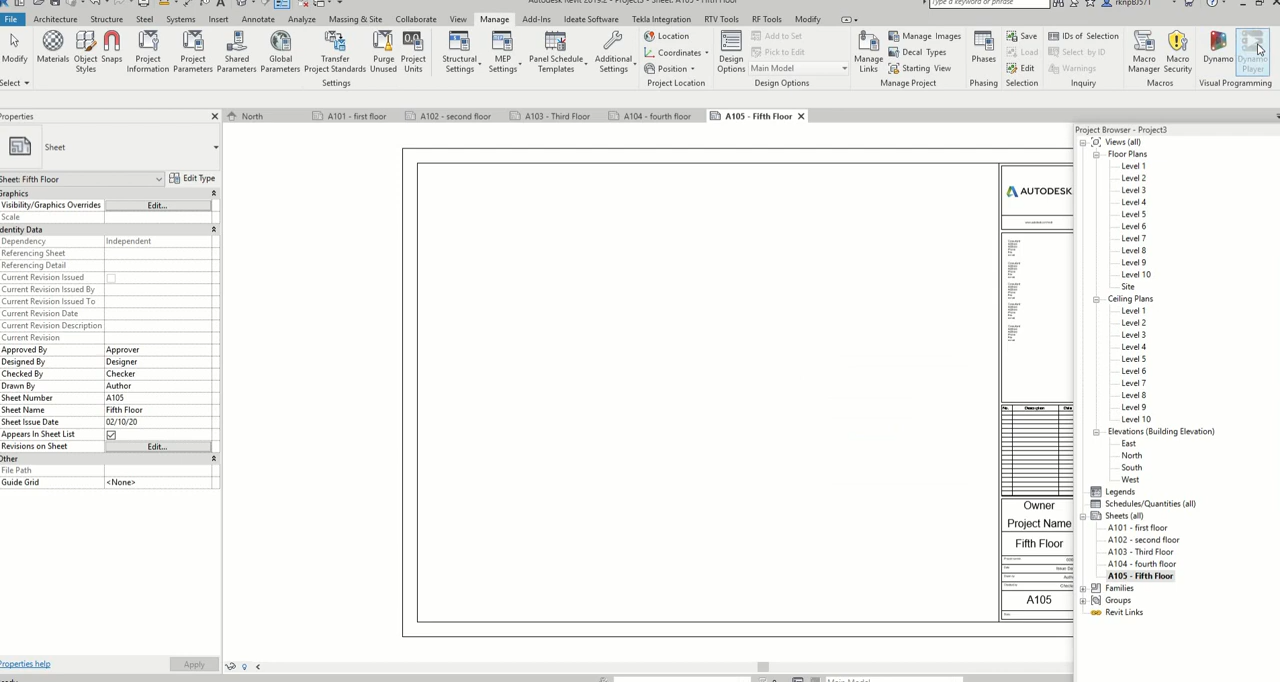 Autodesk Revit 2019.2 - Project3 - Sheet: A105 - Fifth Floor
Type a keyword or phrase
File Architecture Structure Steel Systems Insert Annotate Analyze Massing & Site Collaborate View Manage Add-Ins Ideate Software Tekla Integration RTV Tools RF Tools Modify
Modify
Materials
Object Styles
Snaps
Project Information
Project Parameters
Shared Parameters
Global Parameters
Transfer Project Standards
Purge Unused
Project Units
Structural Settings
MEP Settings
Panel Schedule Templates
Additional Settings
Location
Coordinates
Position
Design Options
Add to Set
Pick to Edit
Main Model
Manage Links
Manage Images
Decal Types
Starting View
Phases
Save
Load
Edit
IDs of Selection
Select by ID
Warnings
Macro Manager
Macro Security
Dynamo
Dynamo Player
Select Settings Project Location Design Options Manage Project Phasing Selection Inquiry Macros Visual Programming
Properties
North A101 - first floor A102 - second floor A103 - Third Floor A104 - fourth floor A105 - Fifth Floor
Sheet
Sheet: Fifth Floor Edit Type
Graphics
Visibility/Graphics Overrides Edit...
Scale
Identity Data
Dependency Independent
Referencing Sheet
Referencing Detail
Current Revision Issued
Current Revision Issued By
Current Revision Issued To
Current Revision Date
Current Revision Description
Current Revision
Approved By Approver
Designed By Designer
Checked By Checker
Drawn By Author
Sheet Number A105
Sheet Name Fifth Floor
Sheet Issue Date 02/10/20
Appears In Sheet List
Revisions on Sheet Edit...
Other
File Path
Guide Grid <None>
Properties help Apply
AUTODESK
No. Description Date
Owner
Project Name
Fifth Floor
A105
Main Model
Project Browser - Project3
Views (all)
Floor Plans
Level 1
Level 2
Level 3
Level 4
Level 5
Level 6
Level 7
Level 8
Level 9
Level 10
Site
Ceiling Plans
Level 1
Level 2
Level 3
Level 4
Level 5
Level 6
Level 7
Level 8
Level 9
Level 10
Elevations (Building Elevation)
East
North
South
West
Legends
Schedules/Quantities (all)
Sheets (all)
A101 - first floor
A102 - second floor
A103 - Third Floor
A104 - fourth floor
A105 - Fifth Floor
Families
Groups
Revit Links